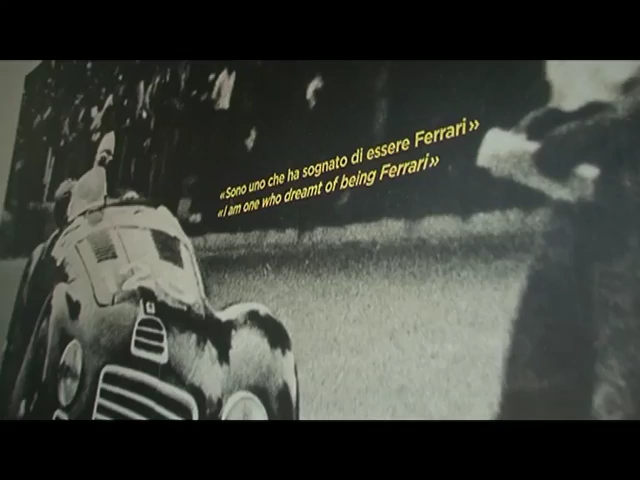 «Sono uno che ha sognato di essere Ferrari»
«I am one who dreamt of being Ferrari»